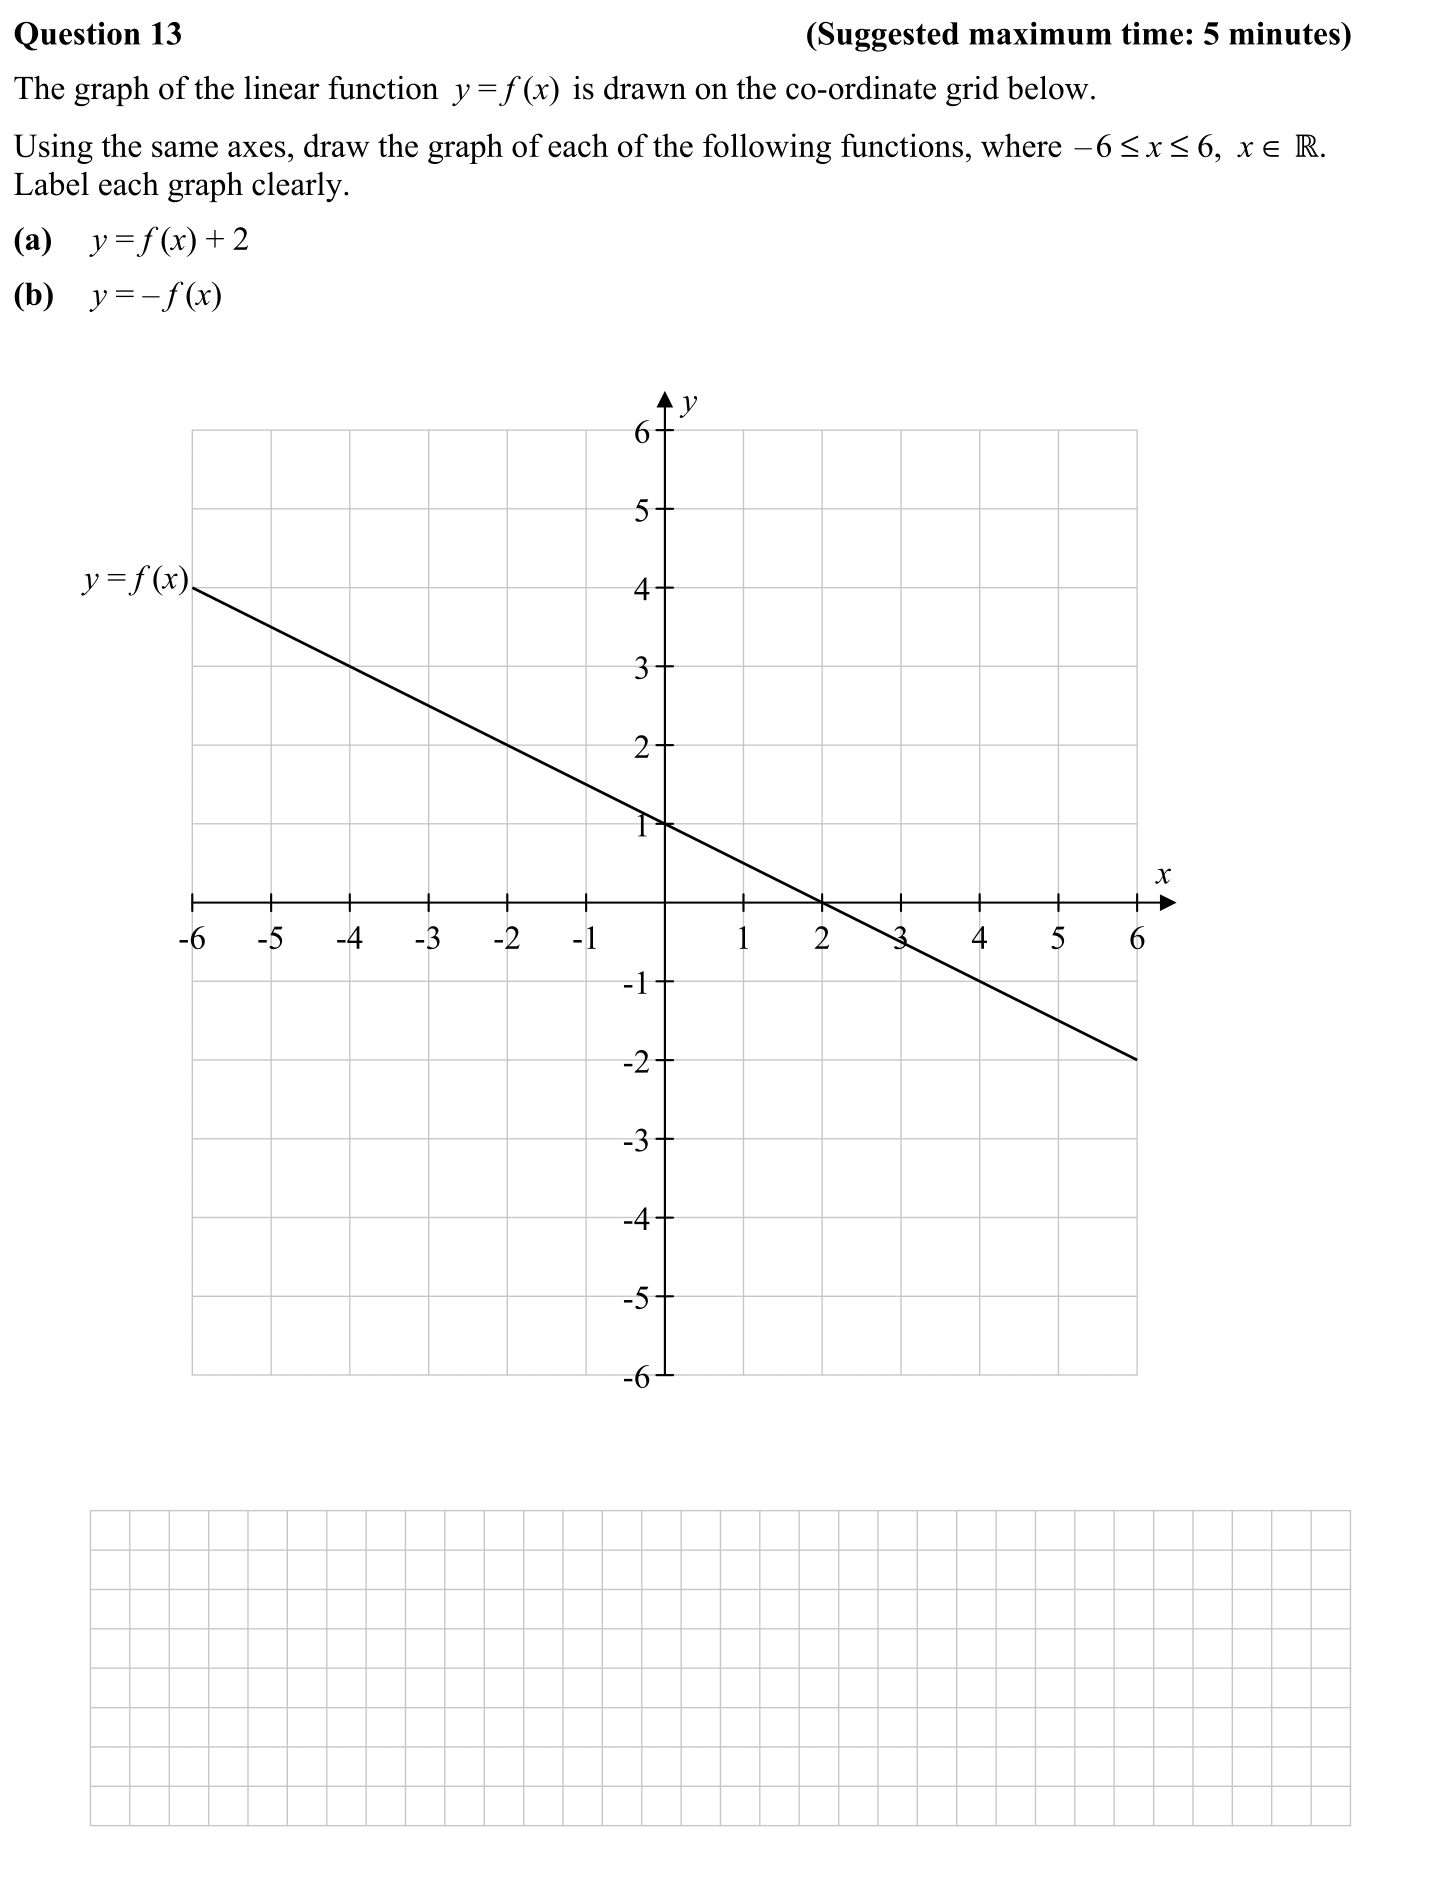 Question 13 (Suggested maximum time: 5 minutes)
The graph of the linear function y = f (x) is drawn on the co-ordinate grid below.
Using the same axes, draw the graph of each of the following functions, where −6 ≤ x ≤ 6, x ∈ ℝ.
Label each graph clearly.
(a) y = f (x) + 2
(b) y = – f (x)
y
6
5
y = f (x)
4
3
2
1
x
-6 -5 -4 -3 -2 -1 1 2 3 4 5 6
-1
-2
-3
-4
-5
-6